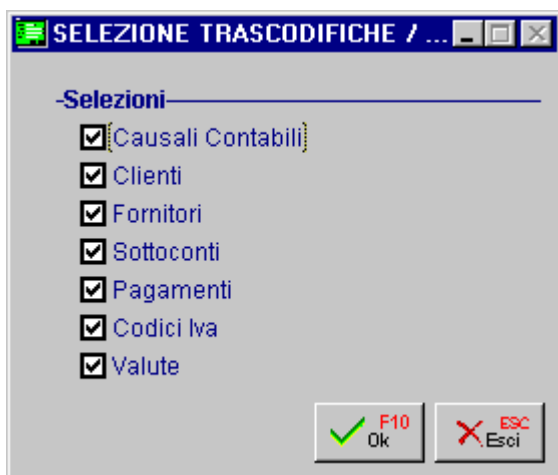 SELEZIONE TRASCODIFICHE / ...
Selezioni
Causali Contabili
Clienti
Fornitori
Sottoconti
Pagamenti
Codici Iva
Valute
F10
Ok
ESC
Esci